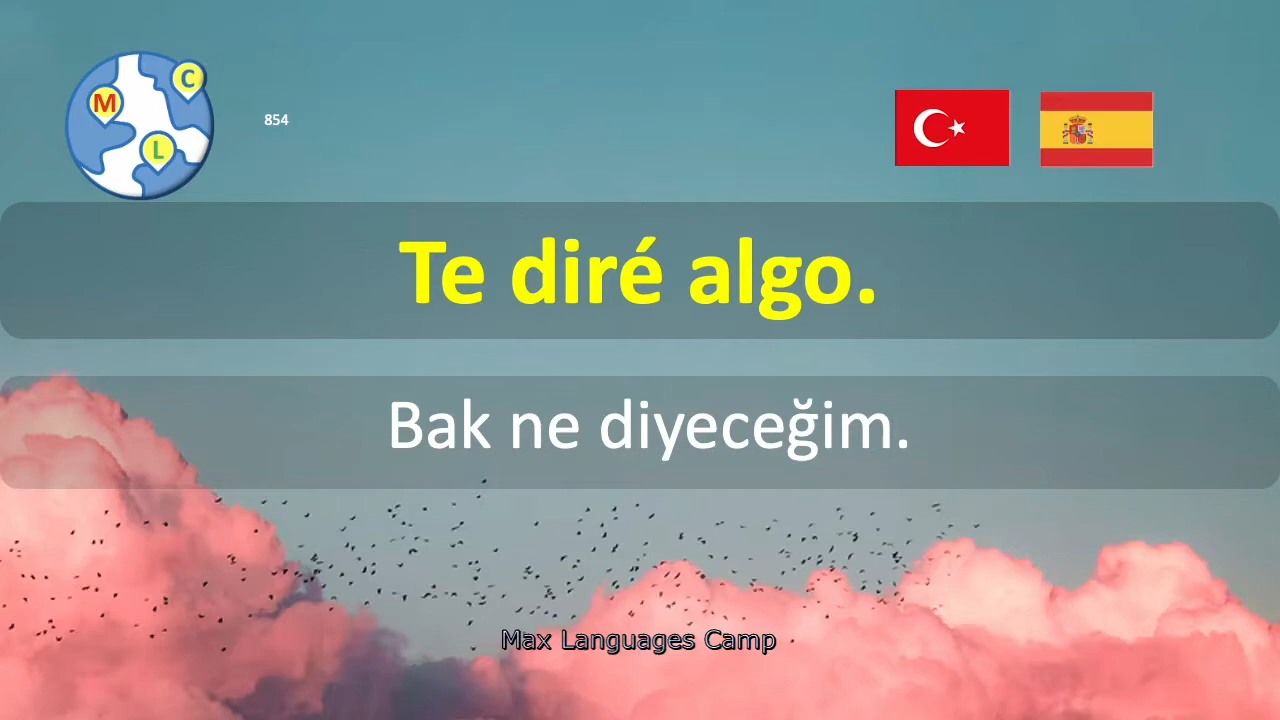 C
M
L
854
Te diré algo.
Bak ne diyeceğim.
Max Languages Camp